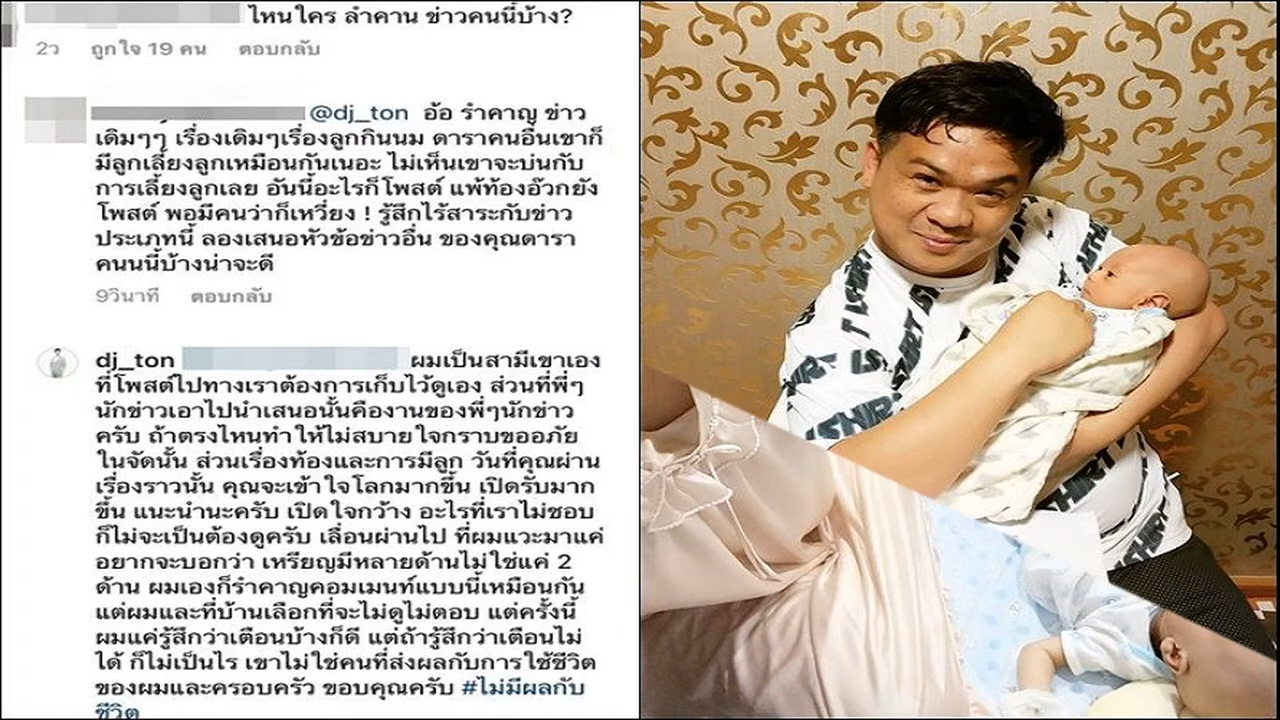 ไหนใคร ลำคาน ข่าวคนนี้บ้าง?
2ว ถูกใจ 19 คน ตอบกลับ
@dj_ton อ้อ รำคาญ ข่าว
เดิมๆๆ เรื่องเดิมๆเรื่องลูกกินนม ดาราคนอื่นเขาก็
มีลูกเลี้ยงลูกเหมือนกันเนอะ ไม่เห็นเขาจะบ่นกับ
การเลี้ยงลูกเลย อันนี้อะไรก็โพสต์ แพ้ท้องอ๊วกยัง
โพสต์ พอมีคนว่าก็เหวี่ยง ! รู้สึกไร้สาระกับข่าว
ประเภทนี้ ลองเสนอหัวข้อข่าวอื่น ของคุณดารา
คนนนี้บ้างน่าจะดี
9วินาที ตอบกลับ
dj_ton ผมเป็นสามีเขาเอง
ที่โพสต์ไปทางเราต้องการเก็บไว้ดูเอง ส่วนที่พี่ๆ
นักข่าวเอาไปนำเสนอนั้นคืองานของพี่ๆนักข่าว
ครับ ถ้าตรงไหนทำให้ไม่สบายใจกราบขออภัย
ในจัดนั้น ส่วนเรื่องท้องและการมีลูก วันที่คุณผ่าน
เรื่องราวนั้น คุณจะเข้าใจโลกมากขึ้น เปิดรับมาก
ขึ้น แนะนำนะครับ เปิดใจกว้าง อะไรที่เราไม่ชอบ
ก็ไม่จะเป็นต้องดูครับ เลื่อนผ่านไป ที่ผมแวะมาแค่
อยากจะบอกว่า เหรียญมีหลายด้านไม่ใช่แค่ 2
ด้าน ผมเองก็รำคาญคอมเมนท์แบบนี้เหมือนกัน
แต่ผมและที่บ้านเลือกที่จะไม่ดูไม่ตอบ แต่ครั้งนี้
ผมแค่รู้สึกว่าเตือนบ้างก็ดี แต่ถ้ารู้สึกว่าเตือนไม่
ได้ ก็ไม่เป็นไร เขาไม่ใช่คนที่ส่งผลกับการใช้ชีวิต
ของผมและครอบครัว ขอบคุณครับ #ไม่มีผลกับ
ชีวิต